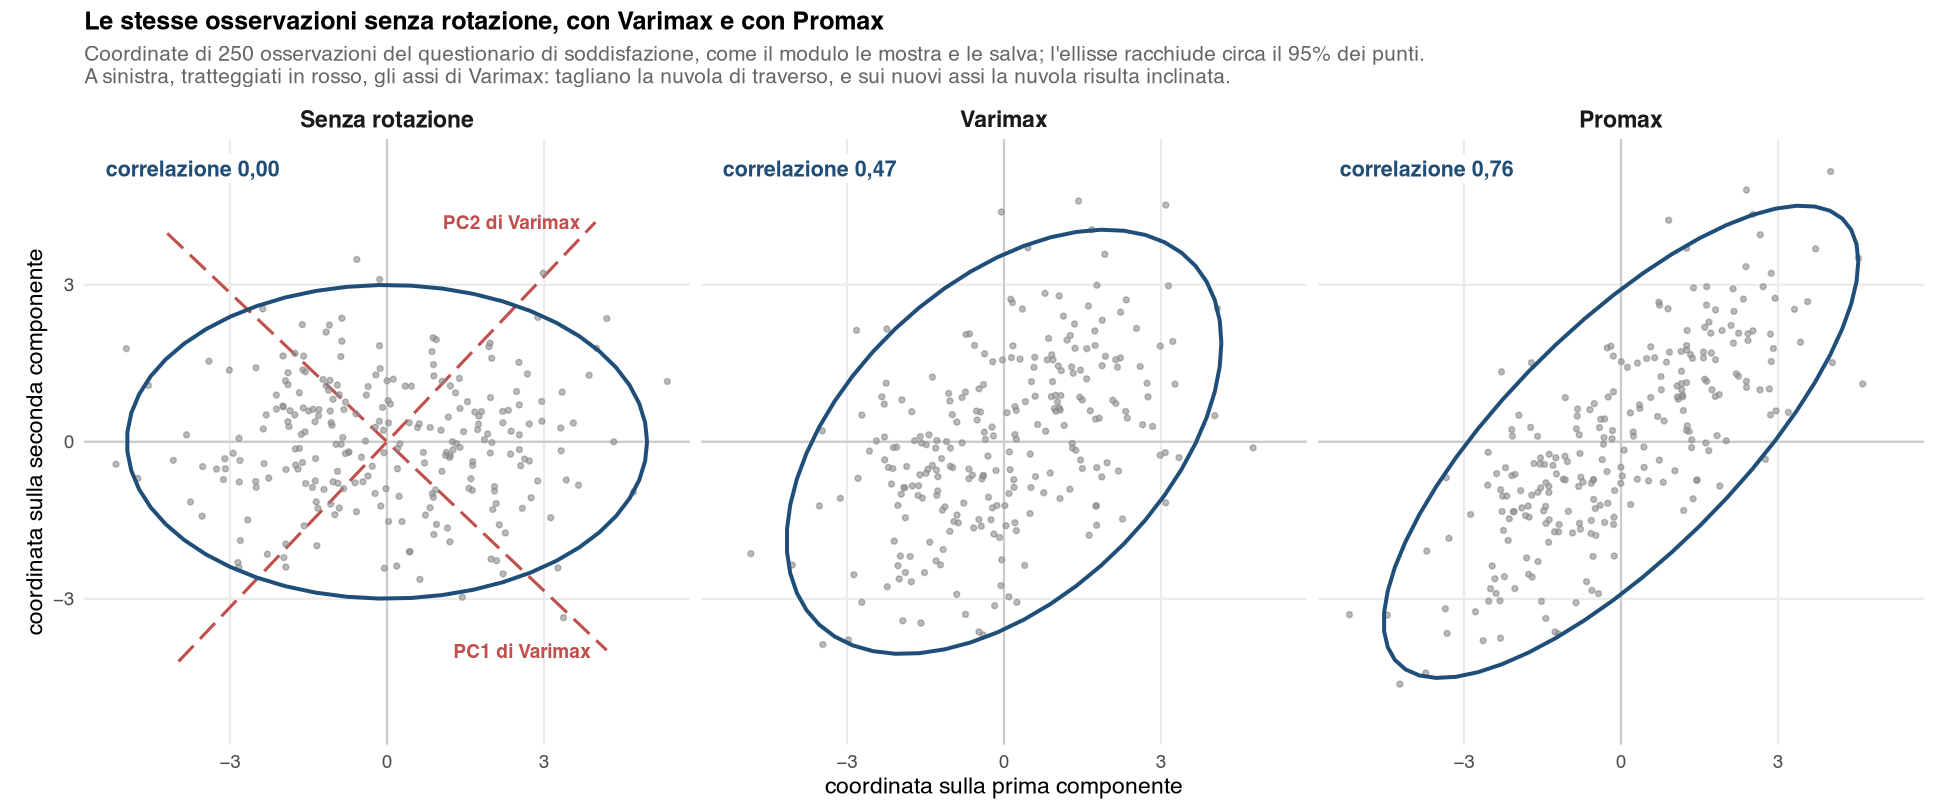 Le stesse osservazioni senza rotazione, con Varimax e con Promax
Coordinate di 250 osservazioni del questionario di soddisfazione, come il modulo le mostra e le salva; l'ellisse racchiude circa il 95% dei punti.
A sinistra, tratteggiati in rosso, gli assi di Varimax: tagliano la nuvola di traverso, e sui nuovi assi la nuvola risulta inclinata.
Senza rotazione
Varimax
Promax
correlazione 0,00
correlazione 0,47
correlazione 0,76
PC2 di Varimax
PC1 di Varimax
coordinata sulla seconda componente
3
0
−3
−3 0 3
−3 0 3
−3 0 3
coordinata sulla prima componente